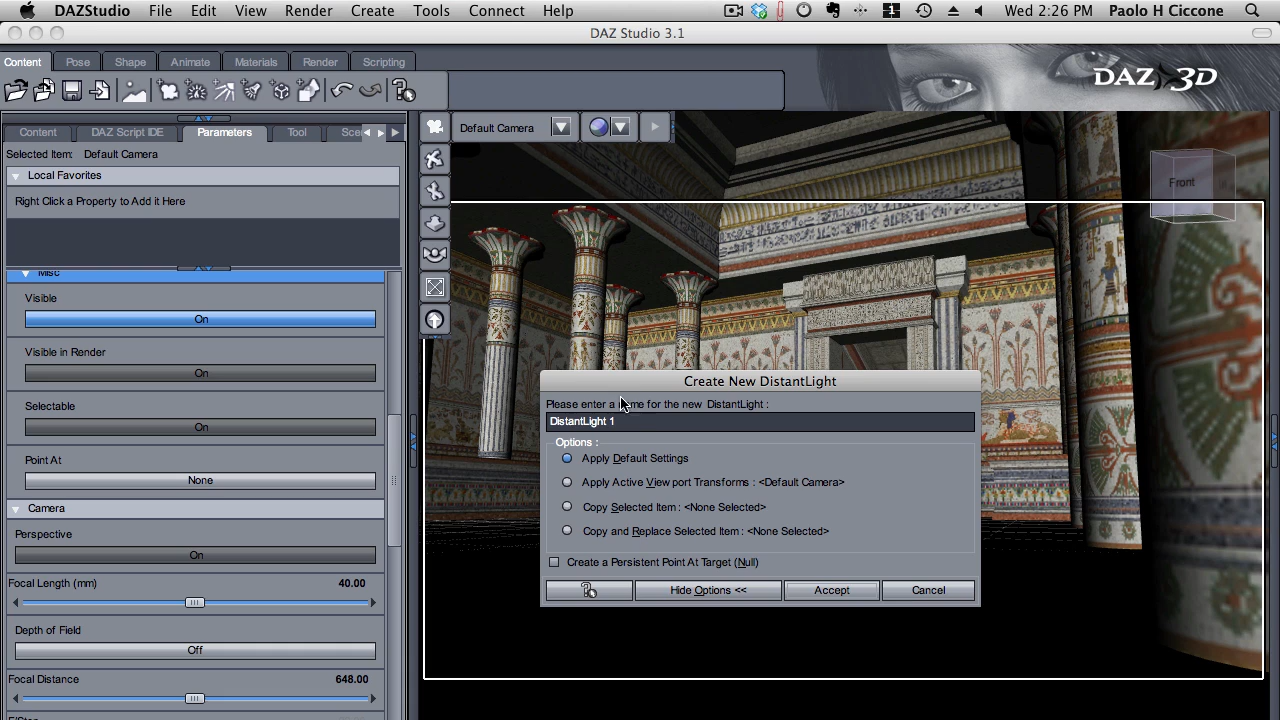 DAZStudio File Edit View Render Create Tools Connect Help 1 Wed 2:26 PM Paolo H Ciccone
DAZ Studio 3.1
Content Pose Shape Animate Materials Render Scripting
DAZ 3D
Content DAZ Script IDE Parameters Tool Sce
Default Camera
Selected Item: Default Camera
Local Favorites
Right Click a Property to Add it Here
Front
Misc
Visible
On
Visible in Render
On
Selectable
On
Point At
None
Camera
Perspective
On
Focal Length (mm) 40.00
Depth of Field
Off
Focal Distance 648.00
Create New DistantLight
Please enter a name for the new DistantLight :
DistantLight 1
Options :
Apply Default Settings
Apply Active Viewport Transforms : <Default Camera>
Copy Selected Item : <None Selected>
Copy and Replace Selected Item : <None Selected>
Create a Persistent Point At Target (Null)
Hide Options << Accept Cancel